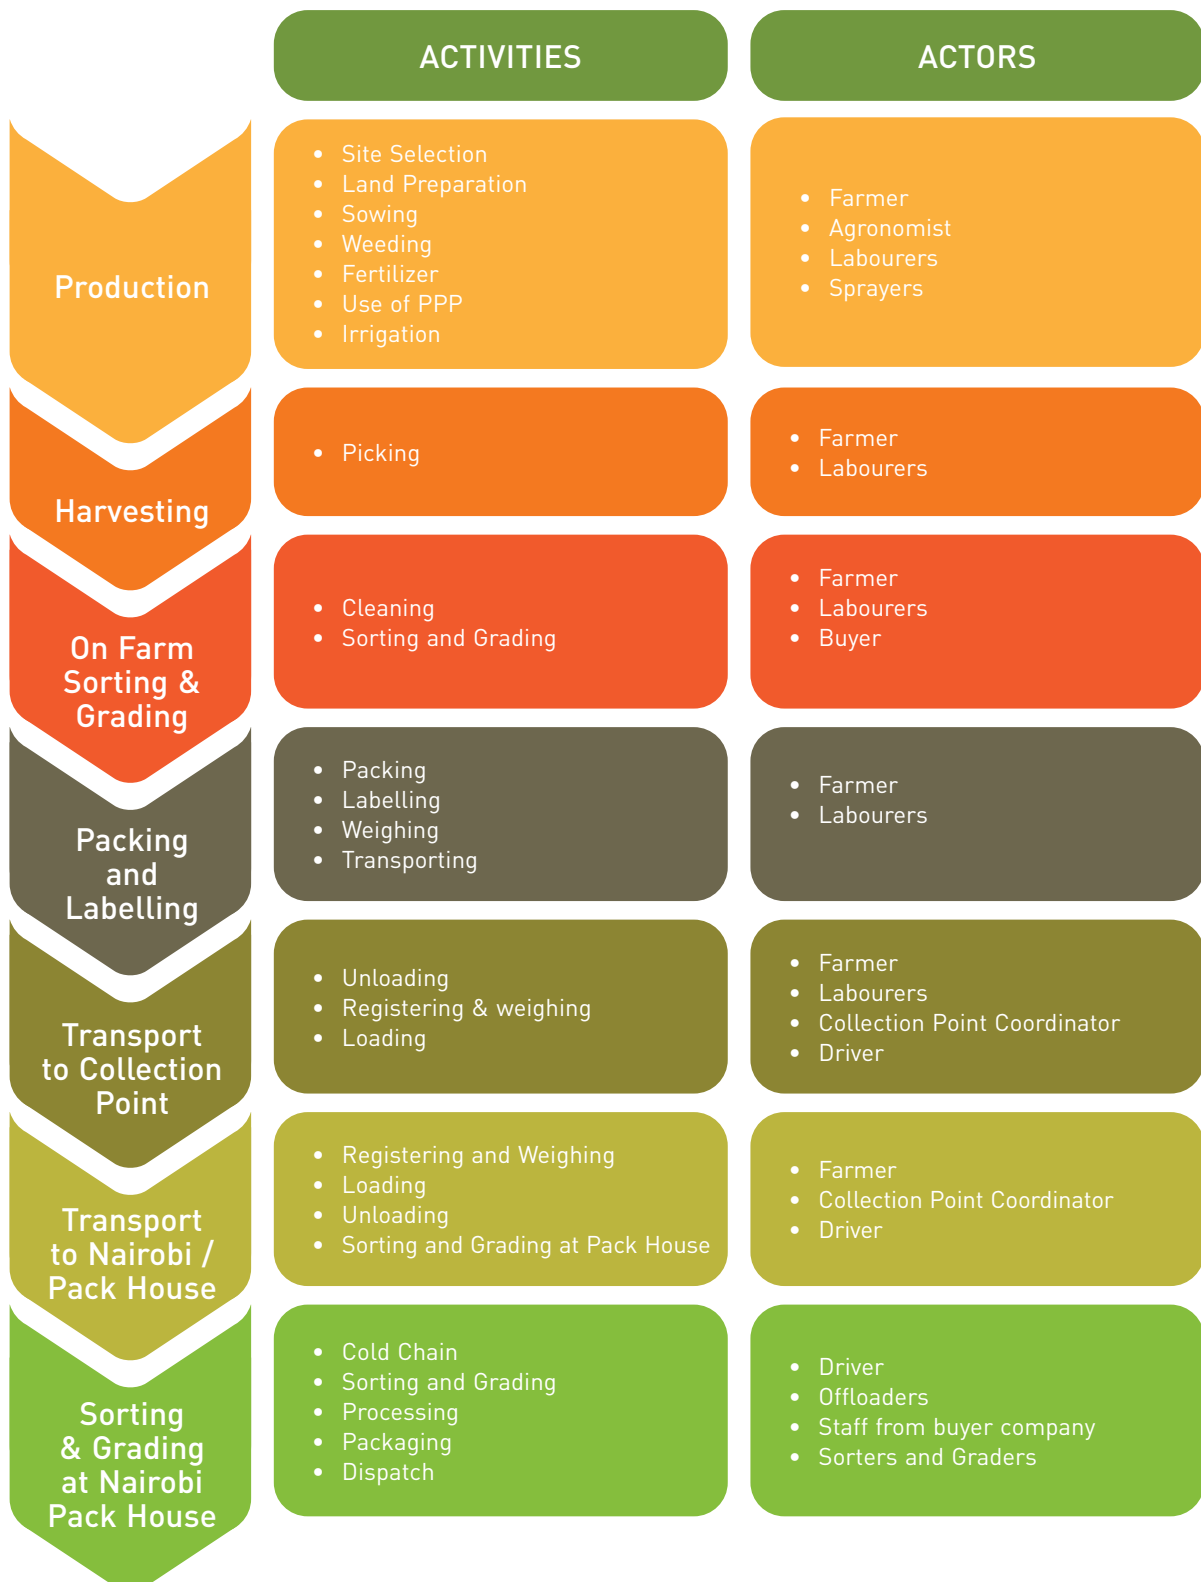 ACTIVITIES
ACTORS
Production
• Site Selection
• Land Preparation
• Sowing
• Weeding
• Fertilizer
• Use of PPP
• Irrigation
• Farmer
• Agronomist
• Labourers
• Sprayers
Harvesting
• Picking
• Farmer
• Labourers
On Farm
Sorting &
Grading
• Cleaning
• Sorting and Grading
• Farmer
• Labourers
• Buyer
Packing
and
Labelling
• Packing
• Labelling
• Weighing
• Transporting
• Farmer
• Labourers
Transport
to Collection
Point
• Unloading
• Registering & weighing
• Loading
• Farmer
• Labourers
• Collection Point Coordinator
• Driver
Transport
to Nairobi /
Pack House
• Registering and Weighing
• Loading
• Unloading
• Sorting and Grading at Pack House
• Farmer
• Collection Point Coordinator
• Driver
Sorting
& Grading
at Nairobi
Pack House
• Cold Chain
• Sorting and Grading
• Processing
• Packaging
• Dispatch
• Driver
• Offloaders
• Staff from buyer company
• Sorters and Graders